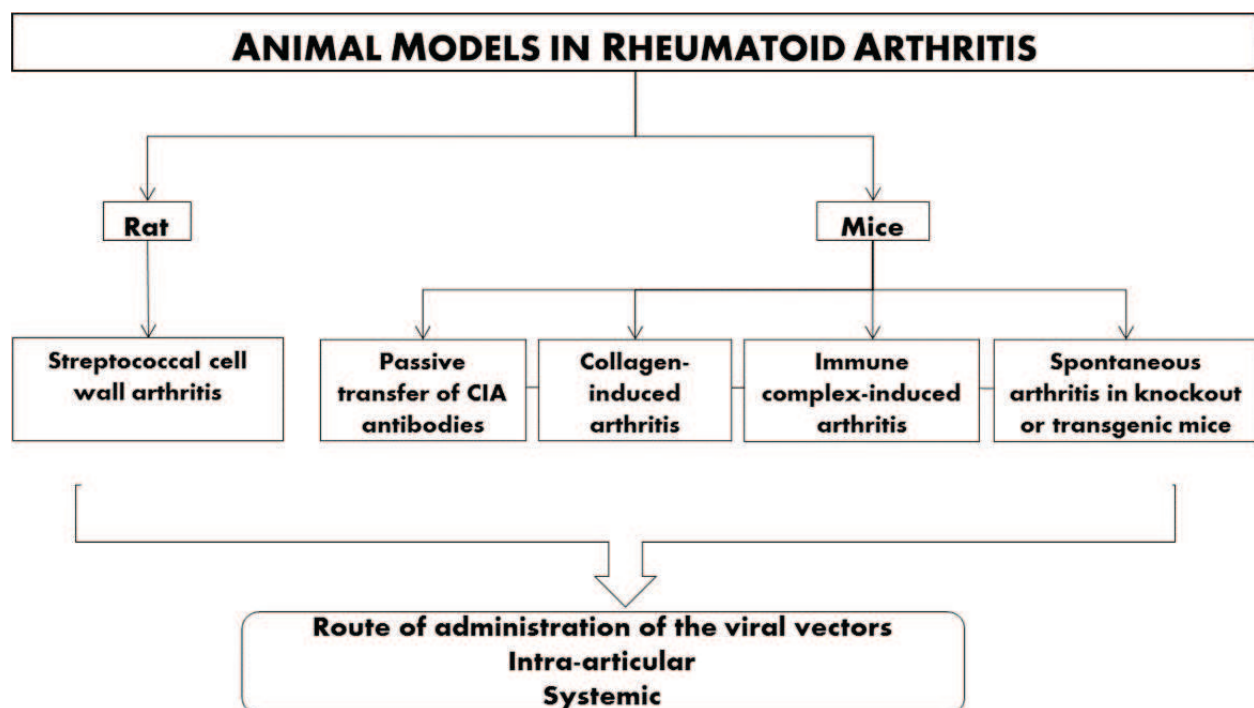 ANIMAL MODELS IN RHEUMATOID ARTHRITIS
Rat
Mice
Streptococcal cell
wall arthritis
Passive
transfer of CIA
antibodies
Collagen-
induced
arthritis
Immune
complex-induced
arthritis
Spontaneous
arthritis in knockout
or transgenic mice
Route of administration of the viral vectors
Intra-articular
Systemic